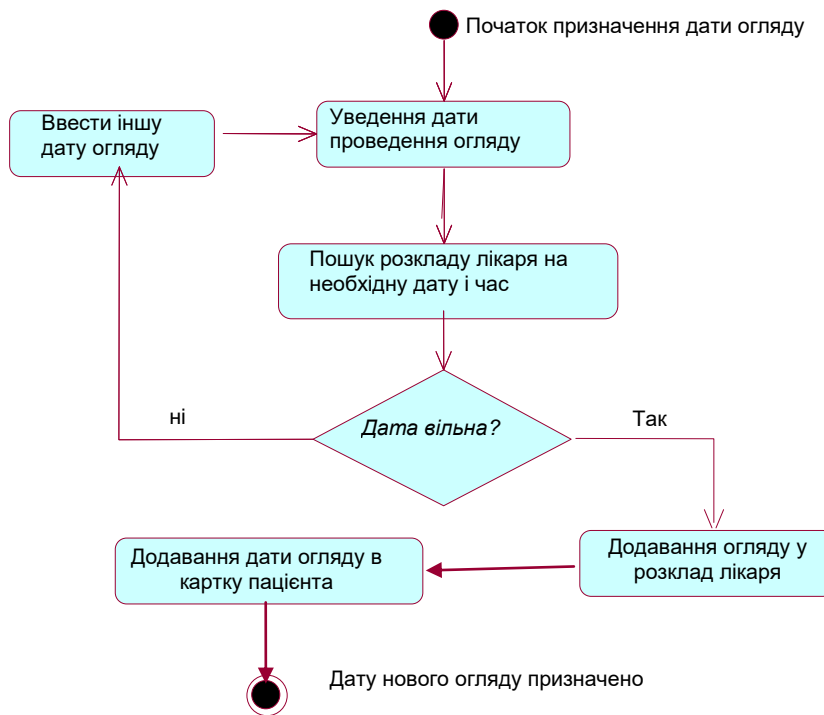 Початок призначення дати огляду
Ввести іншу
дату огляду
Уведення дати
проведення огляду
Пошук розкладу лікаря на
необхідну дату і час
ні
Дата вільна?
Так
Додавання дати огляду в
картку пацієнта
Додавання огляду у
розклад лікаря
Дату нового огляду призначено